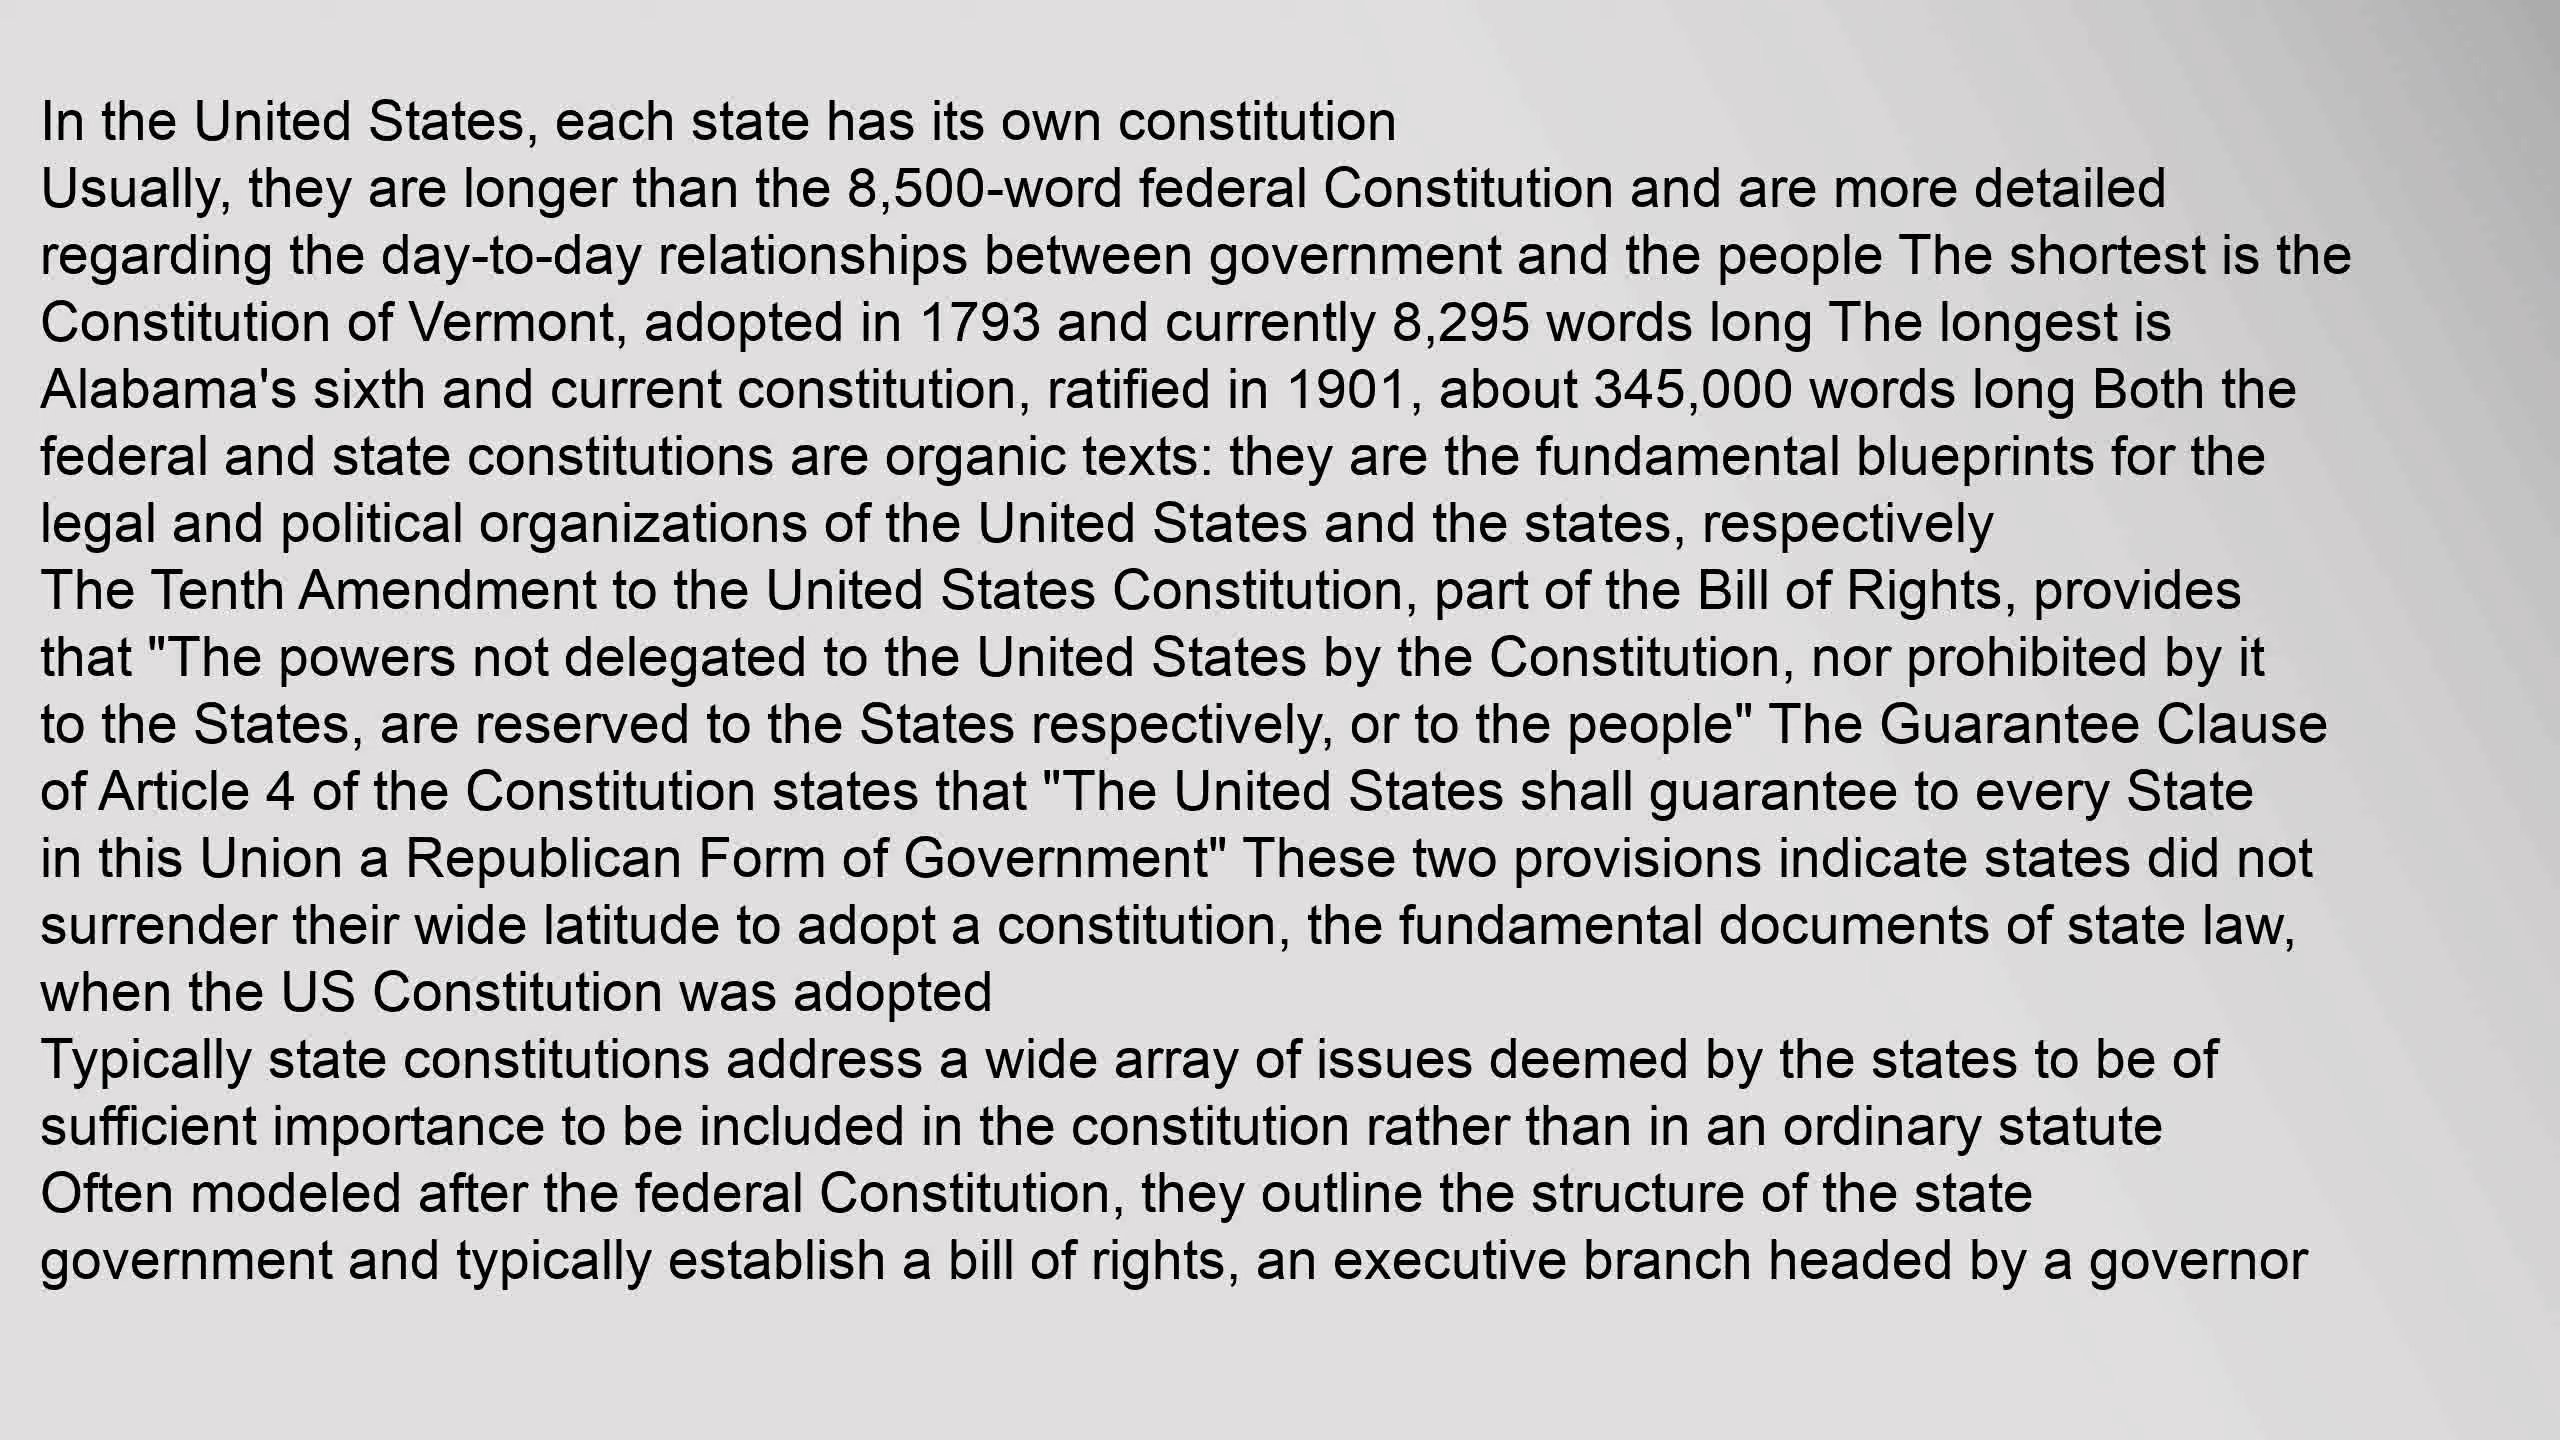 In the United States, each state has its own constitution
Usually, they are longer than the 8,500-word federal Constitution and are more detailed
regarding the day-to-day relationships between government and the people The shortest is the
Constitution of Vermont, adopted in 1793 and currently 8,295 words long The longest is
Alabama's sixth and current constitution, ratified in 1901, about 345,000 words long Both the
federal and state constitutions are organic texts: they are the fundamental blueprints for the
legal and political organizations of the United States and the states, respectively
The Tenth Amendment to the United States Constitution, part of the Bill of Rights, provides
that "The powers not delegated to the United States by the Constitution, nor prohibited by it
to the States, are reserved to the States respectively, or to the people" The Guarantee Clause
of Article 4 of the Constitution states that "The United States shall guarantee to every State
in this Union a Republican Form of Government" These two provisions indicate states did not
surrender their wide latitude to adopt a constitution, the fundamental documents of state law,
when the US Constitution was adopted
Typically state constitutions address a wide array of issues deemed by the states to be of
sufficient importance to be included in the constitution rather than in an ordinary statute
Often modeled after the federal Constitution, they outline the structure of the state
government and typically establish a bill of rights, an executive branch headed by a governor